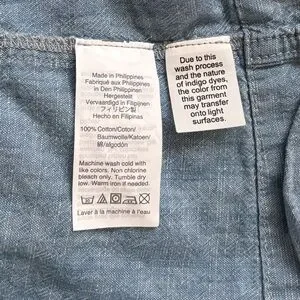 Made in Philippines
Fabriqué aux Philippines
In Den Philippinen
Hergestellt
Vervaardigd in Filipijnen
フィリピン製
Hecho en Filipinas
100% Cotton/Coton/
Baumwolle/Katoen/
綿/algodón
Machine wash cold with
like colors. Non chlorine
bleach only. Tumble dry
low. Warm iron if needed.
Laver à la machine à l'eau
Due to this
wash process
and the nature
of indigo dyes,
the color from
this garment
may transfer
onto light
surfaces.